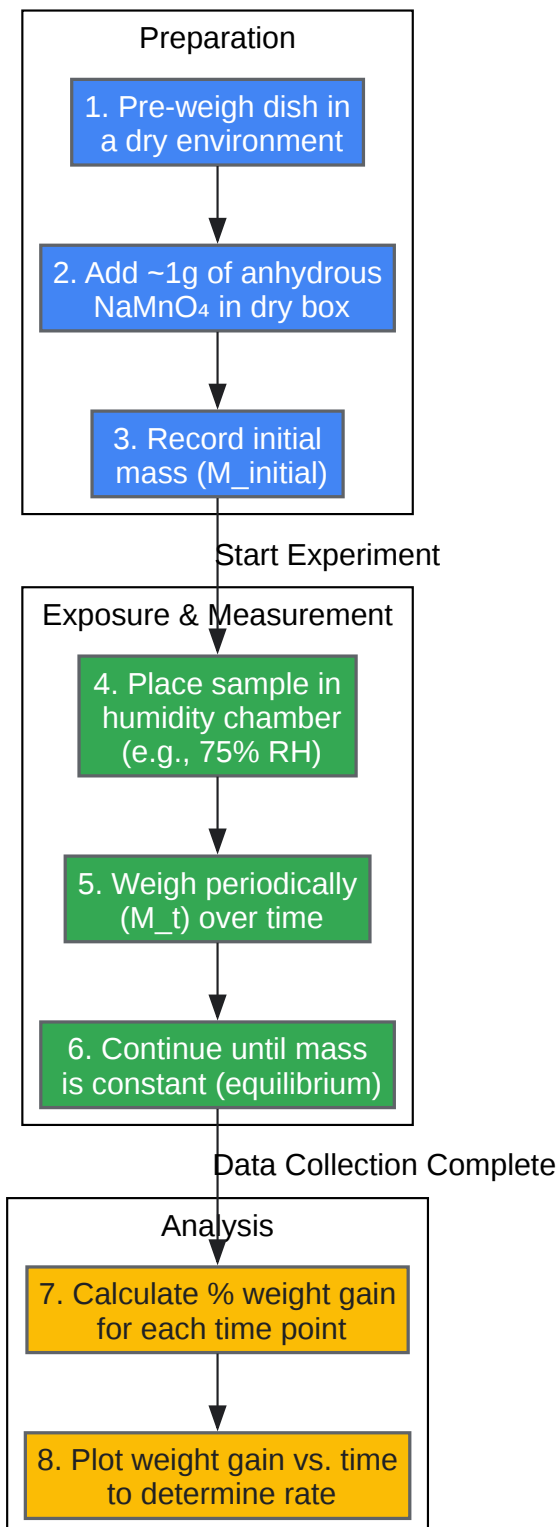 Preparation
1. Pre-weigh dish in
a dry environment
2. Add ~1g of anhydrous
NaMnO₄ in dry box
3. Record initial
mass (M_initial)
Start Experiment
Exposure & Measurement
4. Place sample in
humidity chamber
(e.g., 75% RH)
5. Weigh periodically
(M_t) over time
6. Continue until mass
is constant (equilibrium)
Data Collection Complete
Analysis
7. Calculate % weight gain
for each time point
8. Plot weight gain vs. time
to determine rate